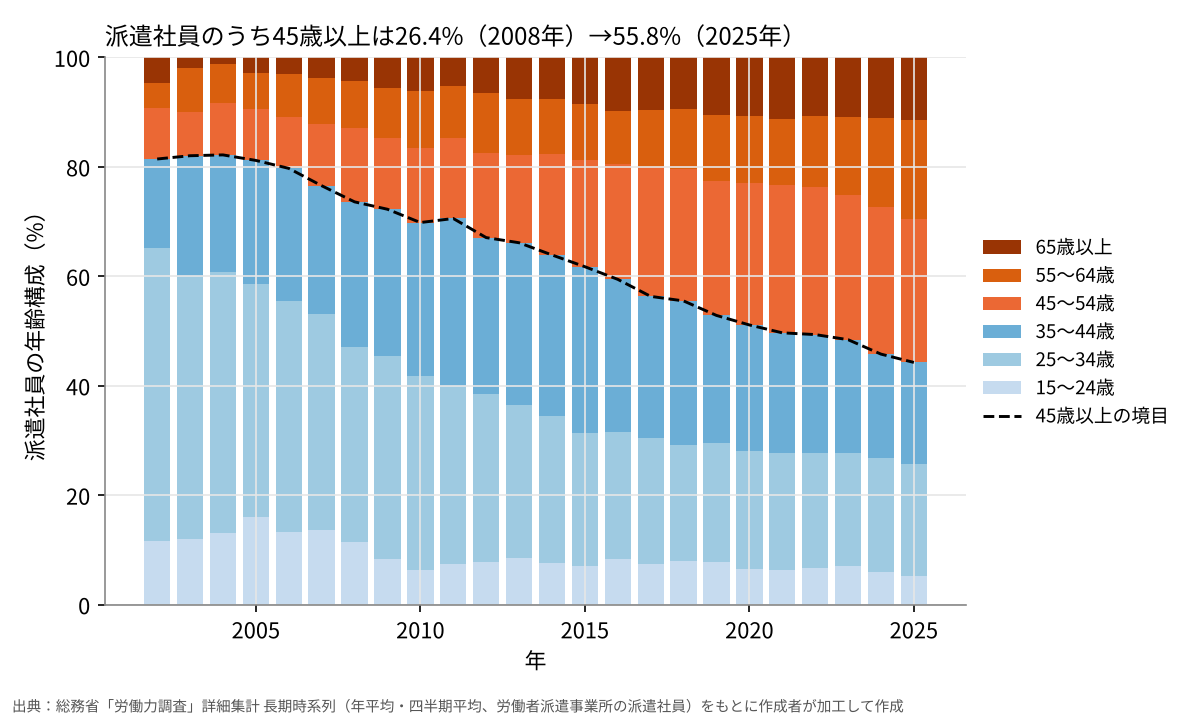 派遣社員のうち45歳以上は26.4%（2008年）→55.8%（2025年）
派遣社員の年齢構成（%）
100
80
60
40
20
0
2005
2010
2015
2020
2025
年
65歳以上
55〜64歳
45〜54歳
35〜44歳
25〜34歳
15〜24歳
45歳以上の境目
出典：総務省「労働力調査」詳細集計 長期時系列（年平均・四半期平均、労働者派遣事業所の派遣社員）をもとに作成者が加工して作成